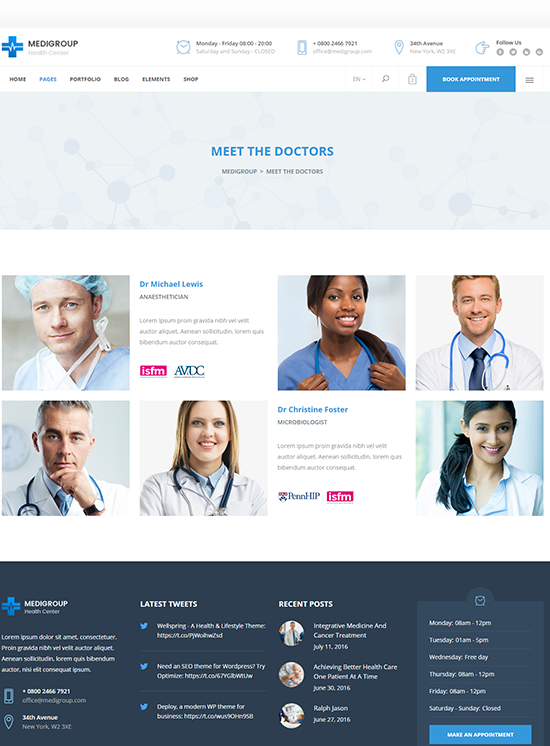 MEDIGROUP
Health Center
Monday - Friday 08:00 - 20:00
Saturday and Sunday - CLOSED
+ 0800 2466 7921
office@medigroup.com
34th Avenue
New York, W2 3XE
Follow Us
HOME PAGES PORTFOLIO BLOG ELEMENTS SHOP
EN
BOOK APPOINTMENT
MEET THE DOCTORS
MEDIGROUP > MEET THE DOCTORS
Dr Michael Lewis
ANAESTHETICIAN
Lorem ipsum proin gravida nibh vel velit
auctor aliquet. Aenean sollicitudin, lorem quis
bibendum auctor consequat.
isfm AVDC
Dr Christine Foster
MICROBIOLOGIST
Lorem ipsum proin gravida nibh vel velit
auctor aliquet. Aenean sollicitudin, lorem quis
bibendum auctor consequat.
PennHIP isfm
MEDIGROUP
Health Center
Lorem ipsum dolor sit amet, consectetuer.
Proin gravida nibh vel velit auctor aliquet.
Aenean sollicitudin, lorem quis bibendum auctor,
nisi elit consequat ipsum.
+ 0800 2466 7921
office@medigroup.com
34th Avenue
New York, W2 3XE
LATEST TWEETS
Wellspring - A Health & Lifestyle Theme:
https://t.co/PjWoihwZsd
Need an SEO theme for Wordpress? Try
Optimize: https://t.co/67YGlbWtUw
Deploy, a modern WP theme for
business: https://t.co/wus9OHn9SB
RECENT POSTS
Integrative Medicine And
Cancer Treatment
July 11, 2016
Achieving Better Health Care
One Patient At A Time
June 30, 2016
Ralph Jason
June 27, 2016
Monday: 08am - 12pm
Tuesday: 01am - 5pm
Wednesday: Free day
Thursday: 08am - 12pm
Friday: 08am - 12pm
Saturday - Sunday: Closed
MAKE AN APPOINTMENT